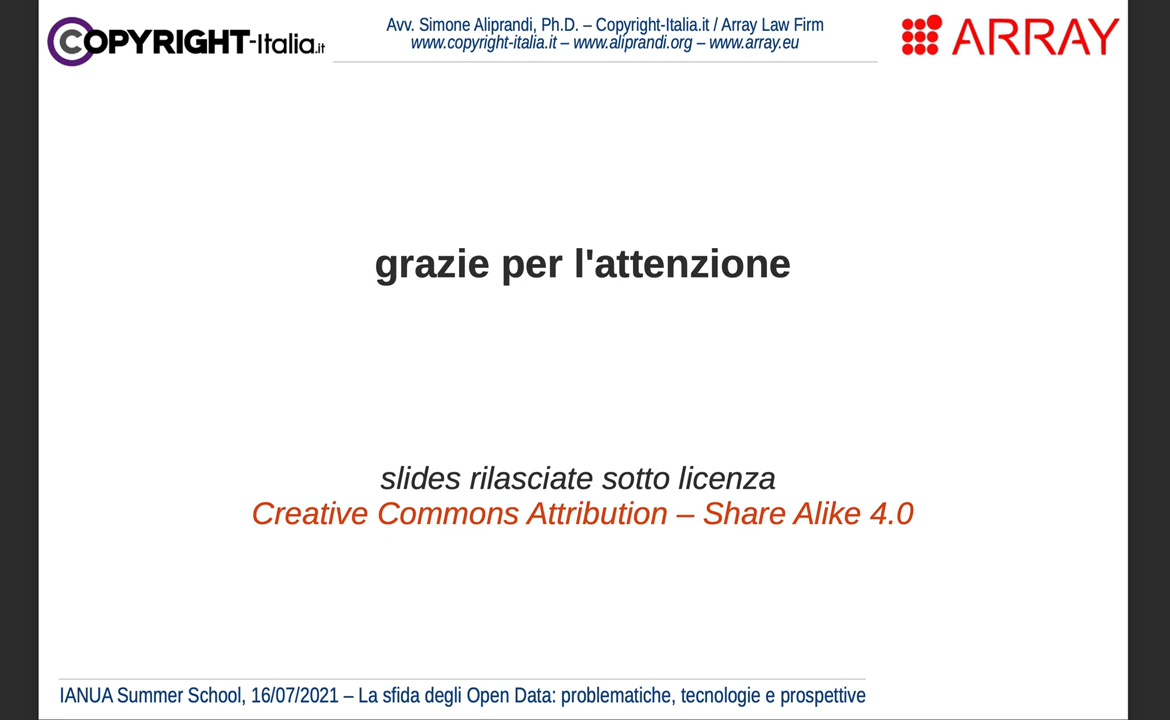 COPYRIGHT-Italia.it
Avv. Simone Aliprandi, Ph.D. – Copyright-Italia.it / Array Law Firm
www.copyright-italia.it – www.aliprandi.org – www.array.eu
ARRAY
grazie per l'attenzione
slides rilasciate sotto licenza
Creative Commons Attribution – Share Alike 4.0
IANUA Summer School, 16/07/2021 – La sfida degli Open Data: problematiche, tecnologie e prospettive